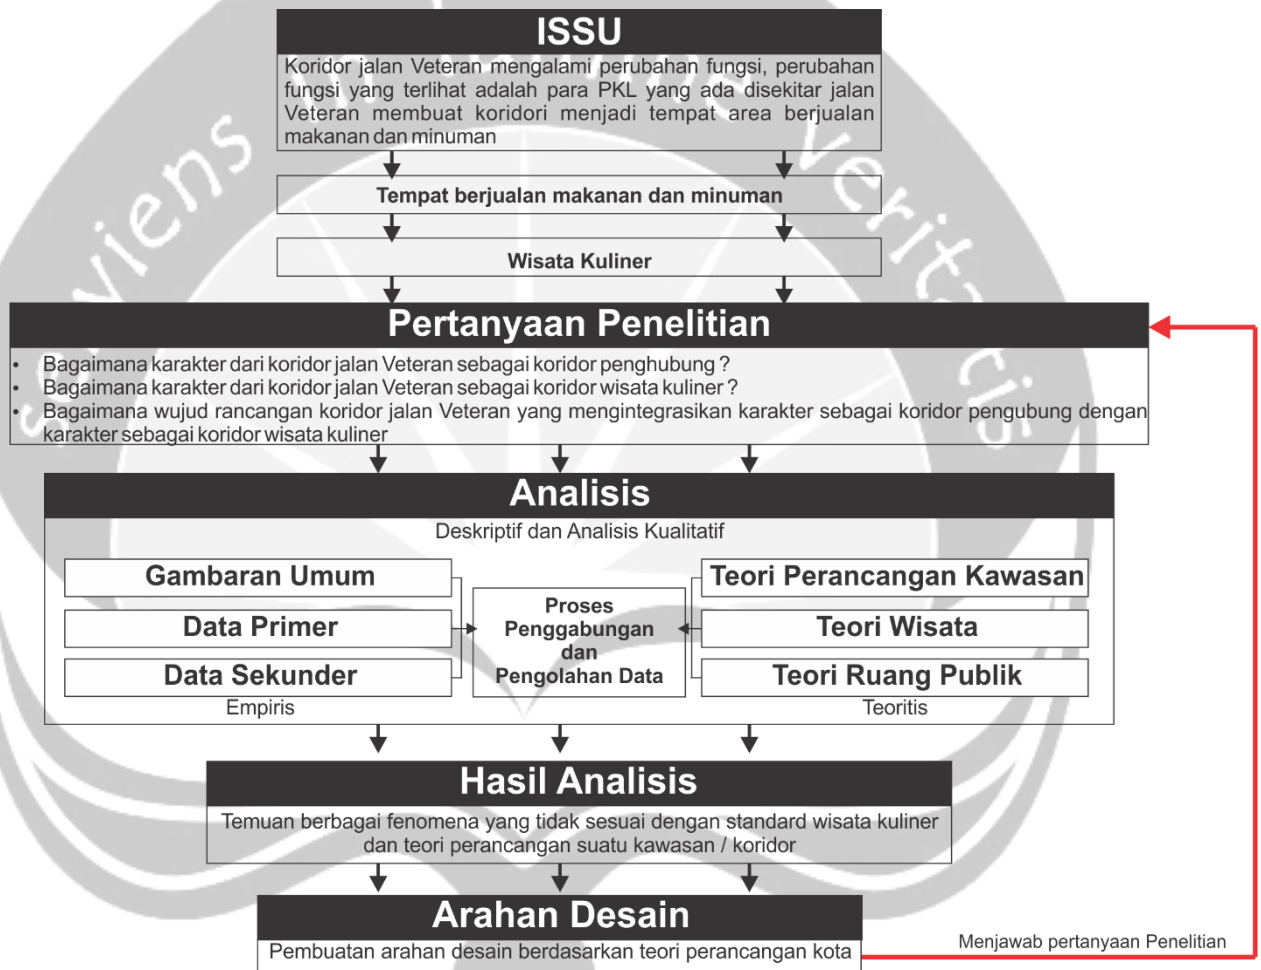 ISSU
Koridor jalan Veteran mengalami perubahan fungsi, perubahan
fungsi yang terlihat adalah para PKL yang ada disekitar jalan
Veteran membuat koridori menjadi tempat area berjualan
makanan dan minuman
Tempat berjualan makanan dan minuman
Wisata Kuliner
Pertanyaan Penelitian
• Bagaimana karakter dari koridor jalan Veteran sebagai koridor penghubung ?
• Bagaimana karakter dari koridor jalan Veteran sebagai koridor wisata kuliner ?
• Bagaimana wujud rancangan koridor jalan Veteran yang mengintegrasikan karakter sebagai koridor pengubung dengan
karakter sebagai koridor wisata kuliner
Analisis
Deskriptif dan Analisis Kualitatif
Gambaran Umum
Data Primer
Data Sekunder
Empiris
Proses
Penggabungan
dan
Pengolahan Data
Teori Perancangan Kawasan
Teori Wisata
Teori Ruang Publik
Teoritis
Hasil Analisis
Temuan berbagai fenomena yang tidak sesuai dengan standard wisata kuliner
dan teori perancangan suatu kawasan / koridor
Arahan Desain
Pembuatan arahan desain berdasarkan teori perancangan kota
Menjawab pertanyaan Penelitian
serviens in lumine veritatis